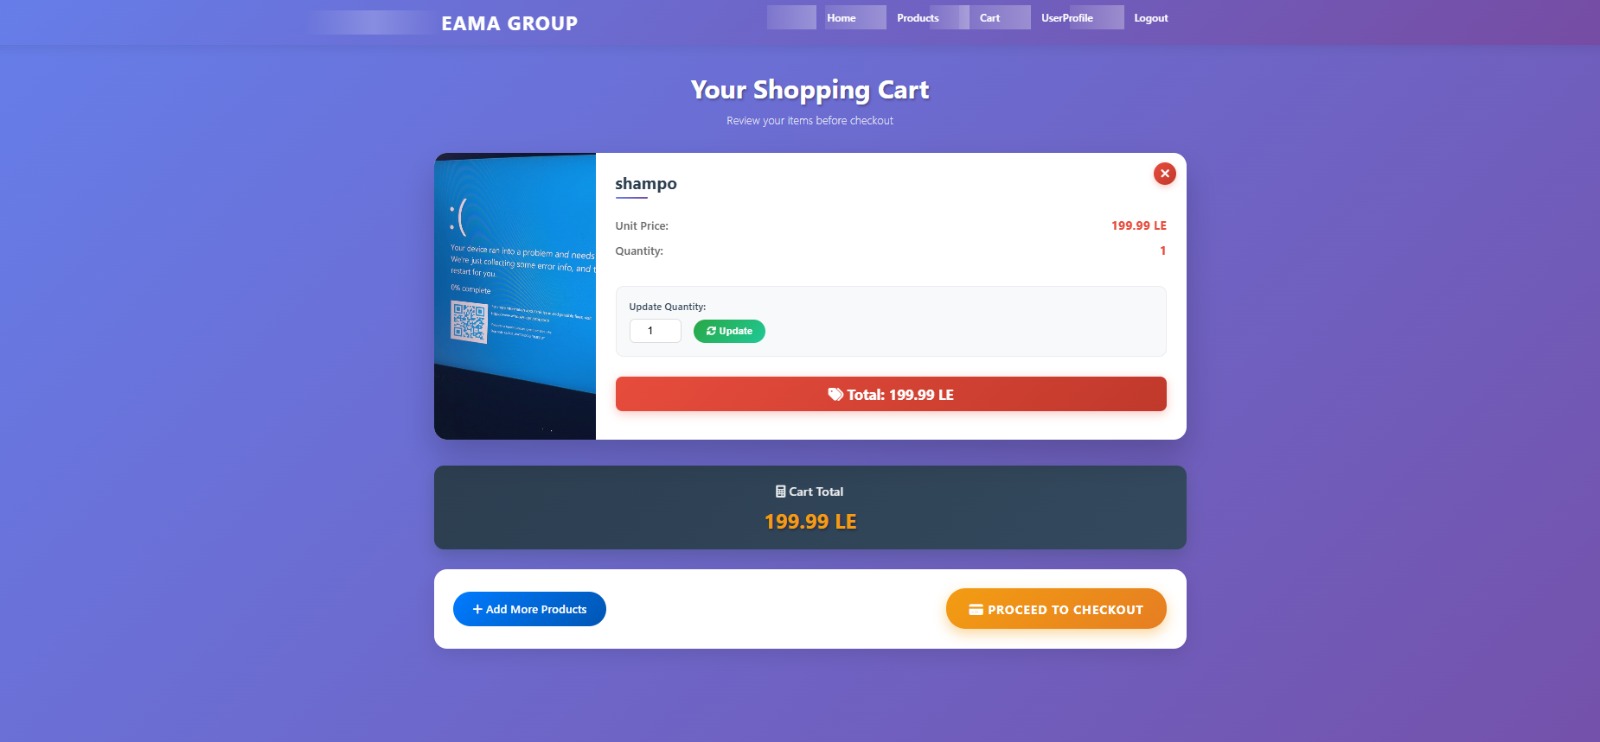 EAMA GROUP
Home
Products
Cart
UserProfile
Logout
Your Shopping Cart
Review your items before checkout
:(
Your device ran into a problem and needs
We're just collecting some error info, and t
restart for you.
0% complete
shampo
Unit Price:
199.99 LE
Quantity:
1
Update Quantity:
1
Update
Total: 199.99 LE
Cart Total
199.99 LE
Add More Products
PROCEED TO CHECKOUT